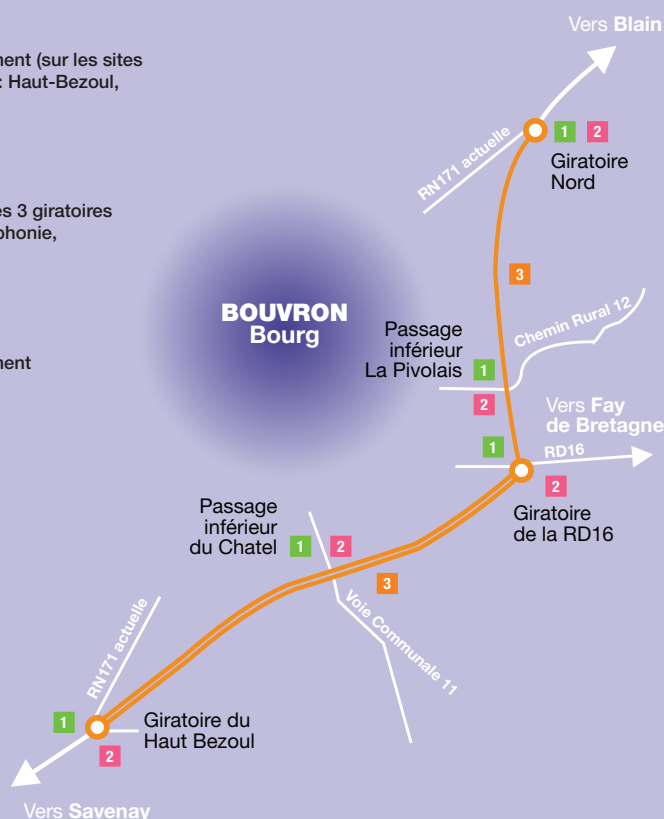 ment (sur les sites
: Haut-Bezoul,
es 3 giratoires
phonie,
ment
Vers Blain
RN171 actuelle
1 2
Giratoire
Nord
3
BOUVRON
Bourg
Chemin Rural 12
Passage
inférieur
La Pivolais
1
2
Vers Fay
de Bretagne
1
RD16
2
Giratoire
de la RD16
Passage
inférieur
du Chatel
1 2
3
Voie Communale 11
RN171 actuelle
1
2
Giratoire du
Haut Bezoul
Vers Savenay